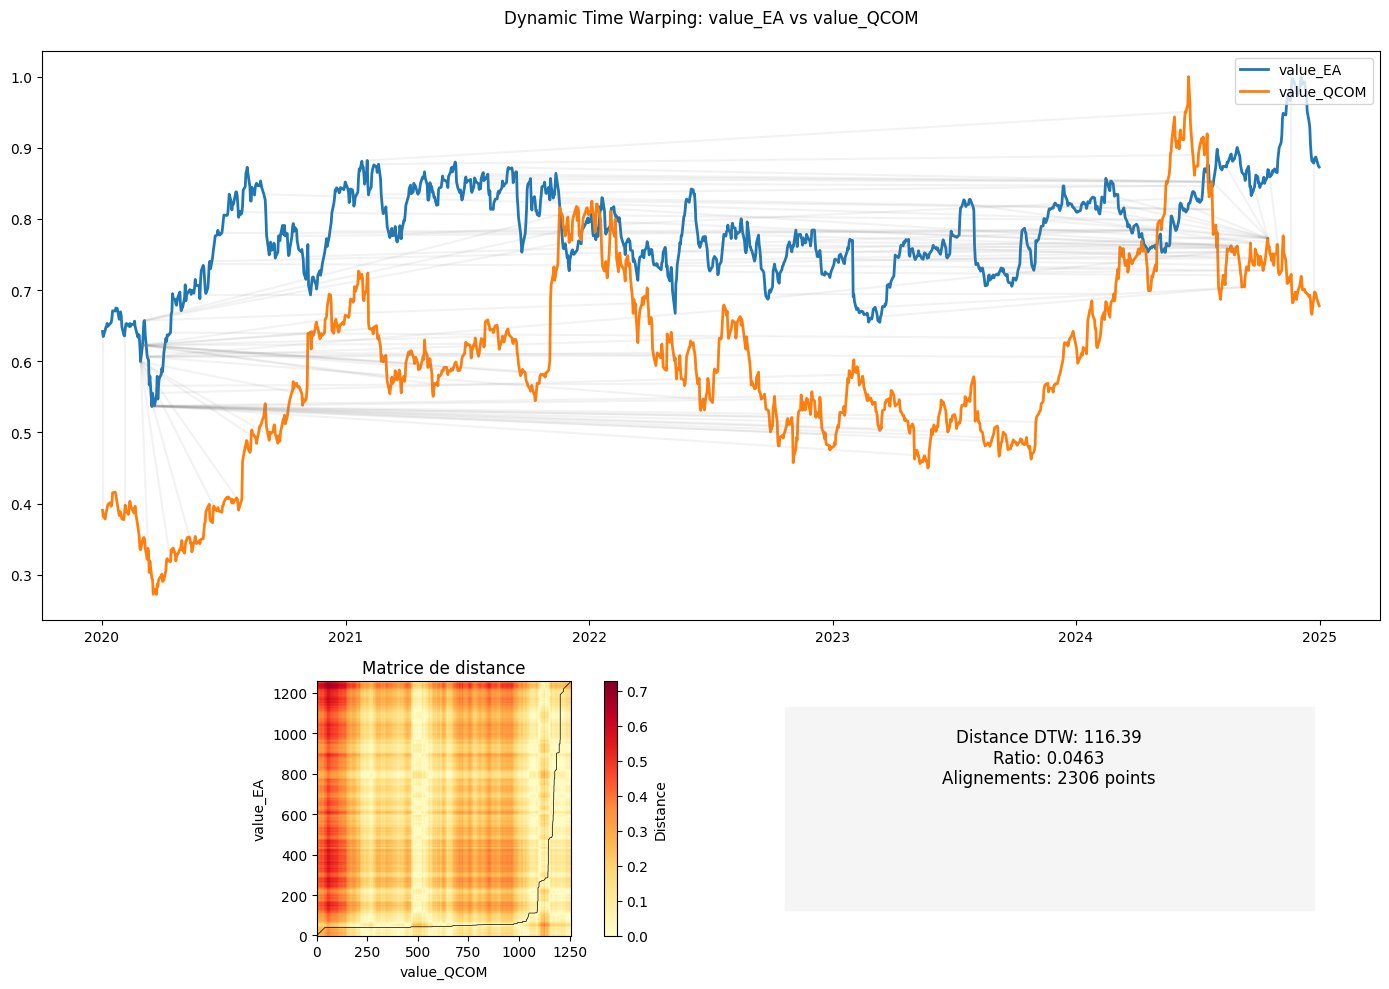 Dynamic Time Warping: value_EA vs value_QCOM
1.0
0.9
0.8
0.7
0.6
0.5
0.4
0.3
value_EA
value_QCOM
2020 2021 2022 2023 2024 2025
Matrice de distance
value_EA
1200
1000
800
600
400
200
0
0 250 500 750 1000 1250
value_QCOM
0.7
0.6
0.5
0.4
0.3
0.2
0.1
0.0
Distance
Distance DTW: 116.39
Ratio: 0.0463
Alignements: 2306 points